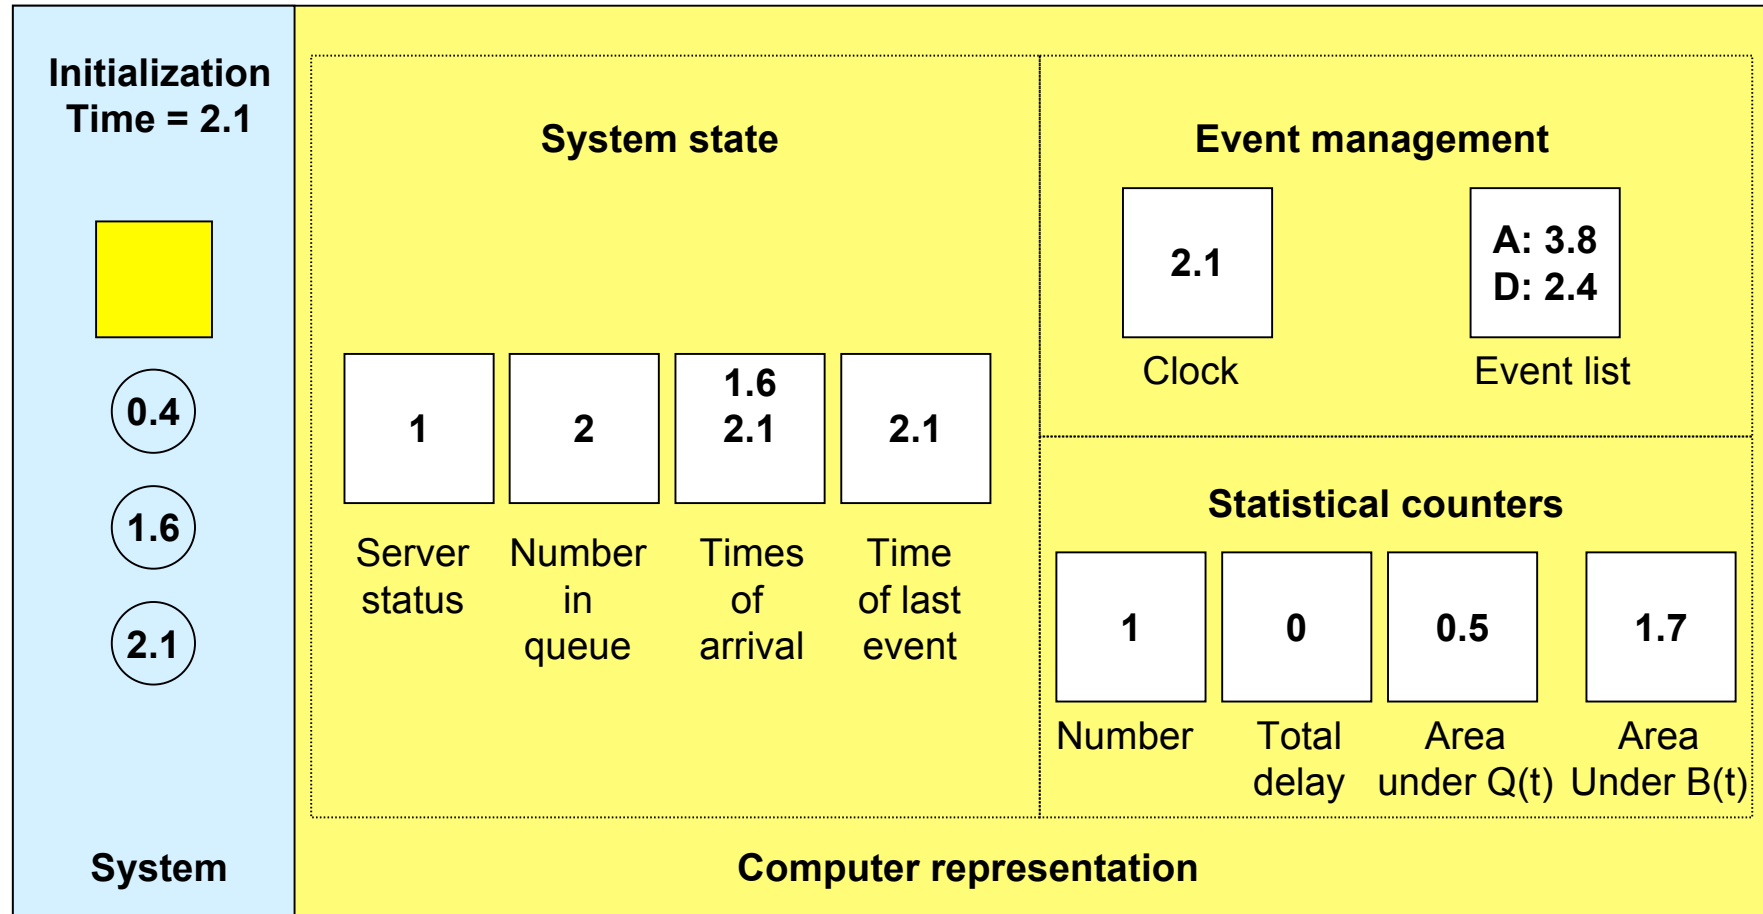 Initialization
Time = 2.1
0.4
1.6
2.1
System
System state
1
2
1.6
2.1
2.1
Server
status
Number
in
queue
Times
of
arrival
Time
of last
event
Event management
2.1
A: 3.8
D: 2.4
Clock
Event list
Statistical counters
1
0
0.5
1.7
Number
Total
delay
Area
under Q(t)
Area
Under B(t)
Computer representation